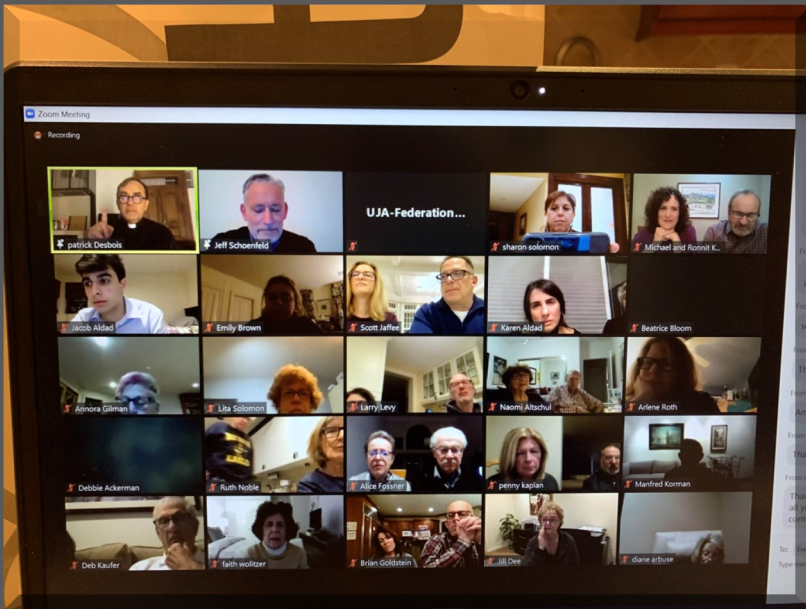 Zoom Meeting
Recording
patrick Desbois
Jeff Schoenfeld
UJA-Federation...
sharon solomon
Michael and Ronnit K...
Jacob Aldad
Emily Brown
Scott Jaffee
Karen Aldad
Beatrice Bloom
Annora Gilman
Lita Solomon
Larry Levy
Naomi Altschul
Arlene Roth
Debbie Ackerman
Ruth Noble
Alice Fossner
penny kaplan
Manfred Korman
Deb Kaufer
faith wolitzer
Brian Goldstein
Jill Dee
diane arbuse
To: